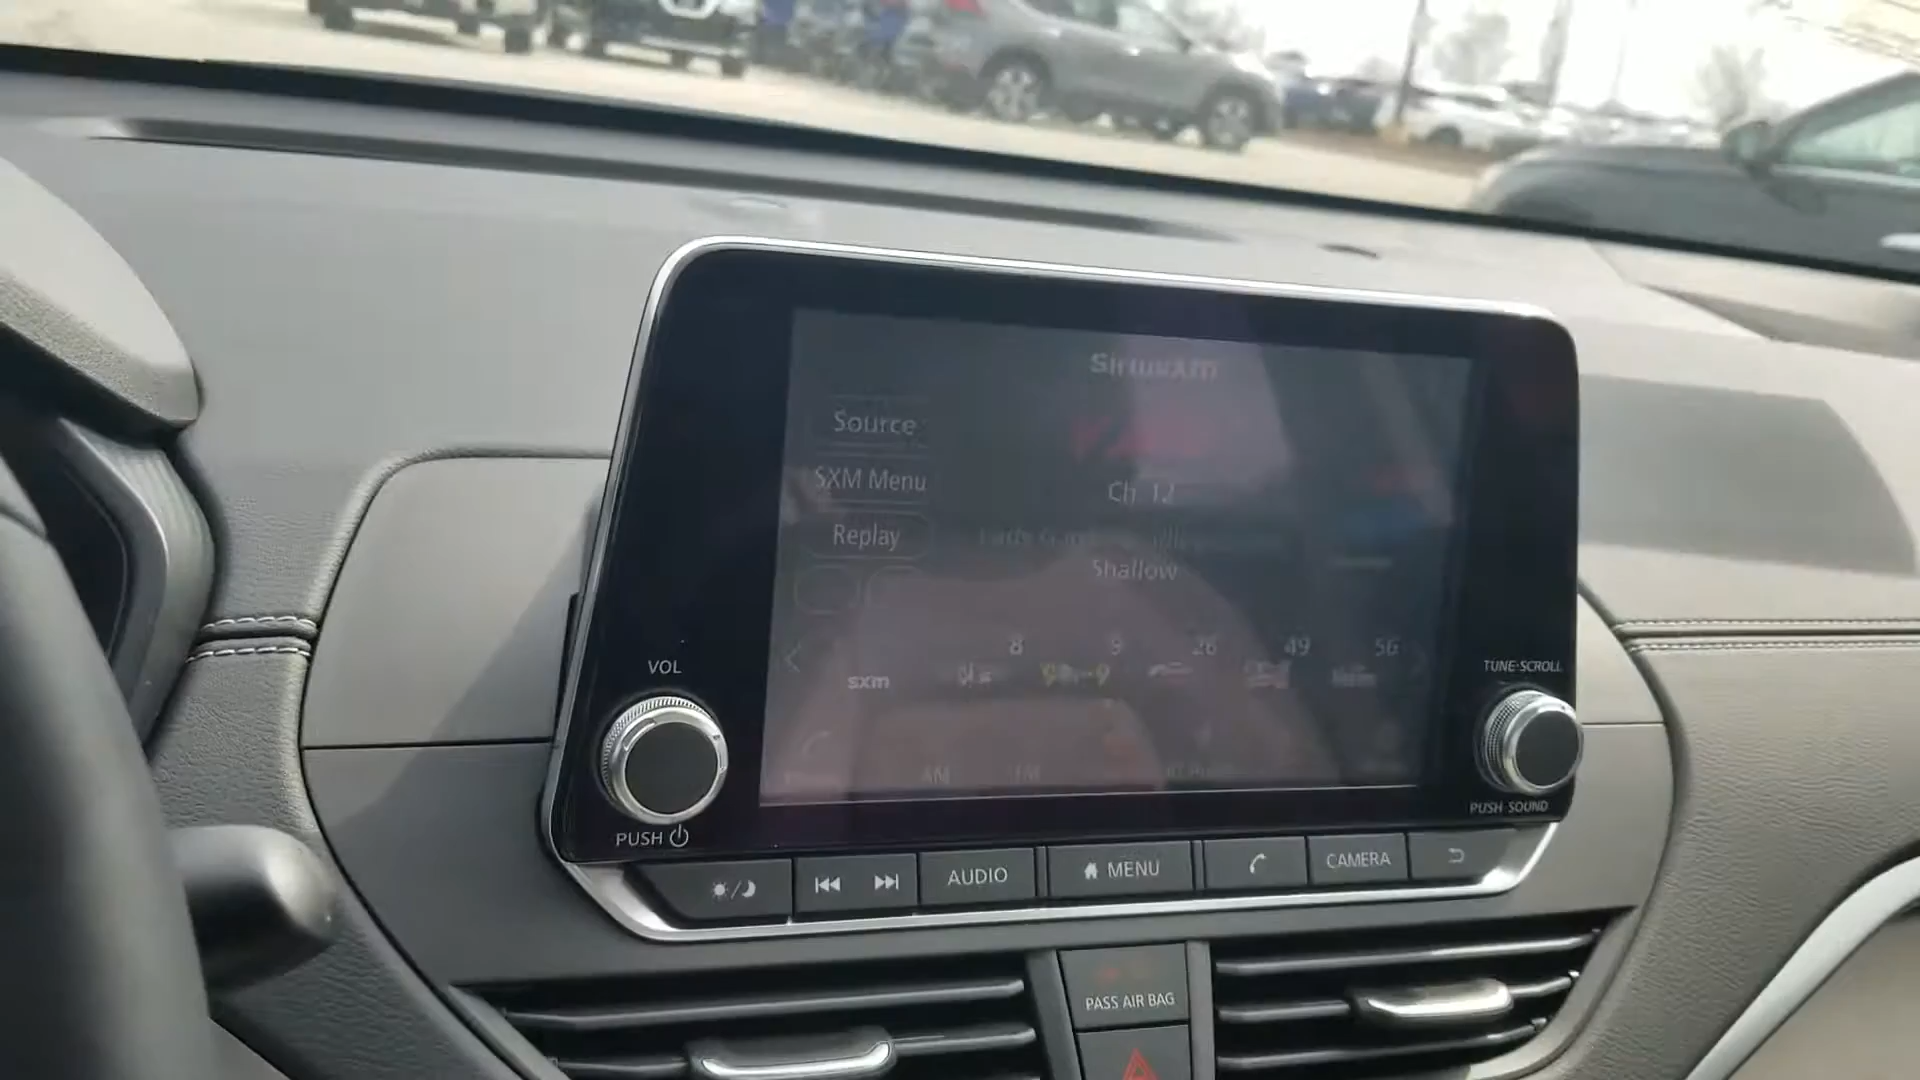 SiriusXM
Source
SXM Menu
Ch 12
Replay
Shallow
8 9 26 49 56
sxm
AM FM
VOL
TUNE·SCROLL
PUSH
PUSH·SOUND
AUDIO
MENU
CAMERA
PASS AIR BAG